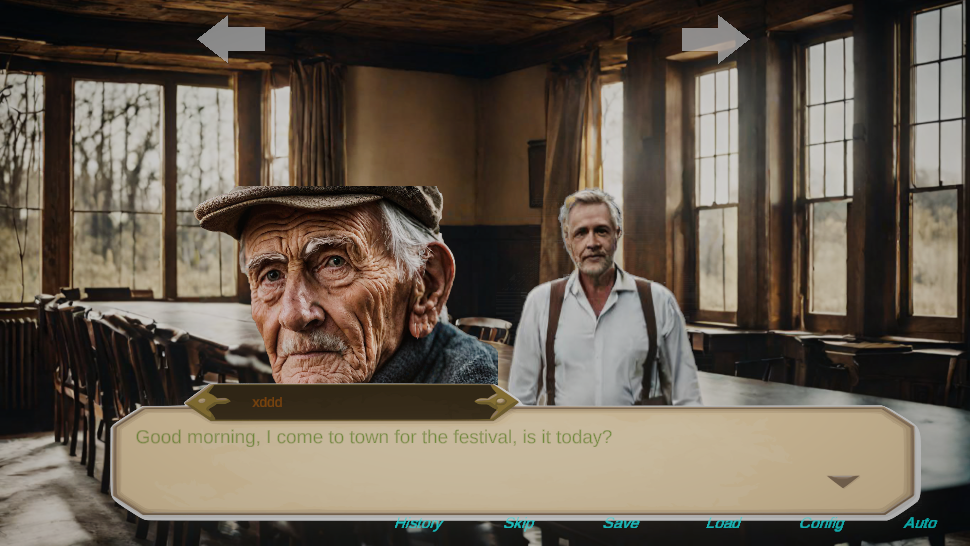 xddd
Good morning, I come to town for the festival, is it today?
History Skip Save Load Config Auto